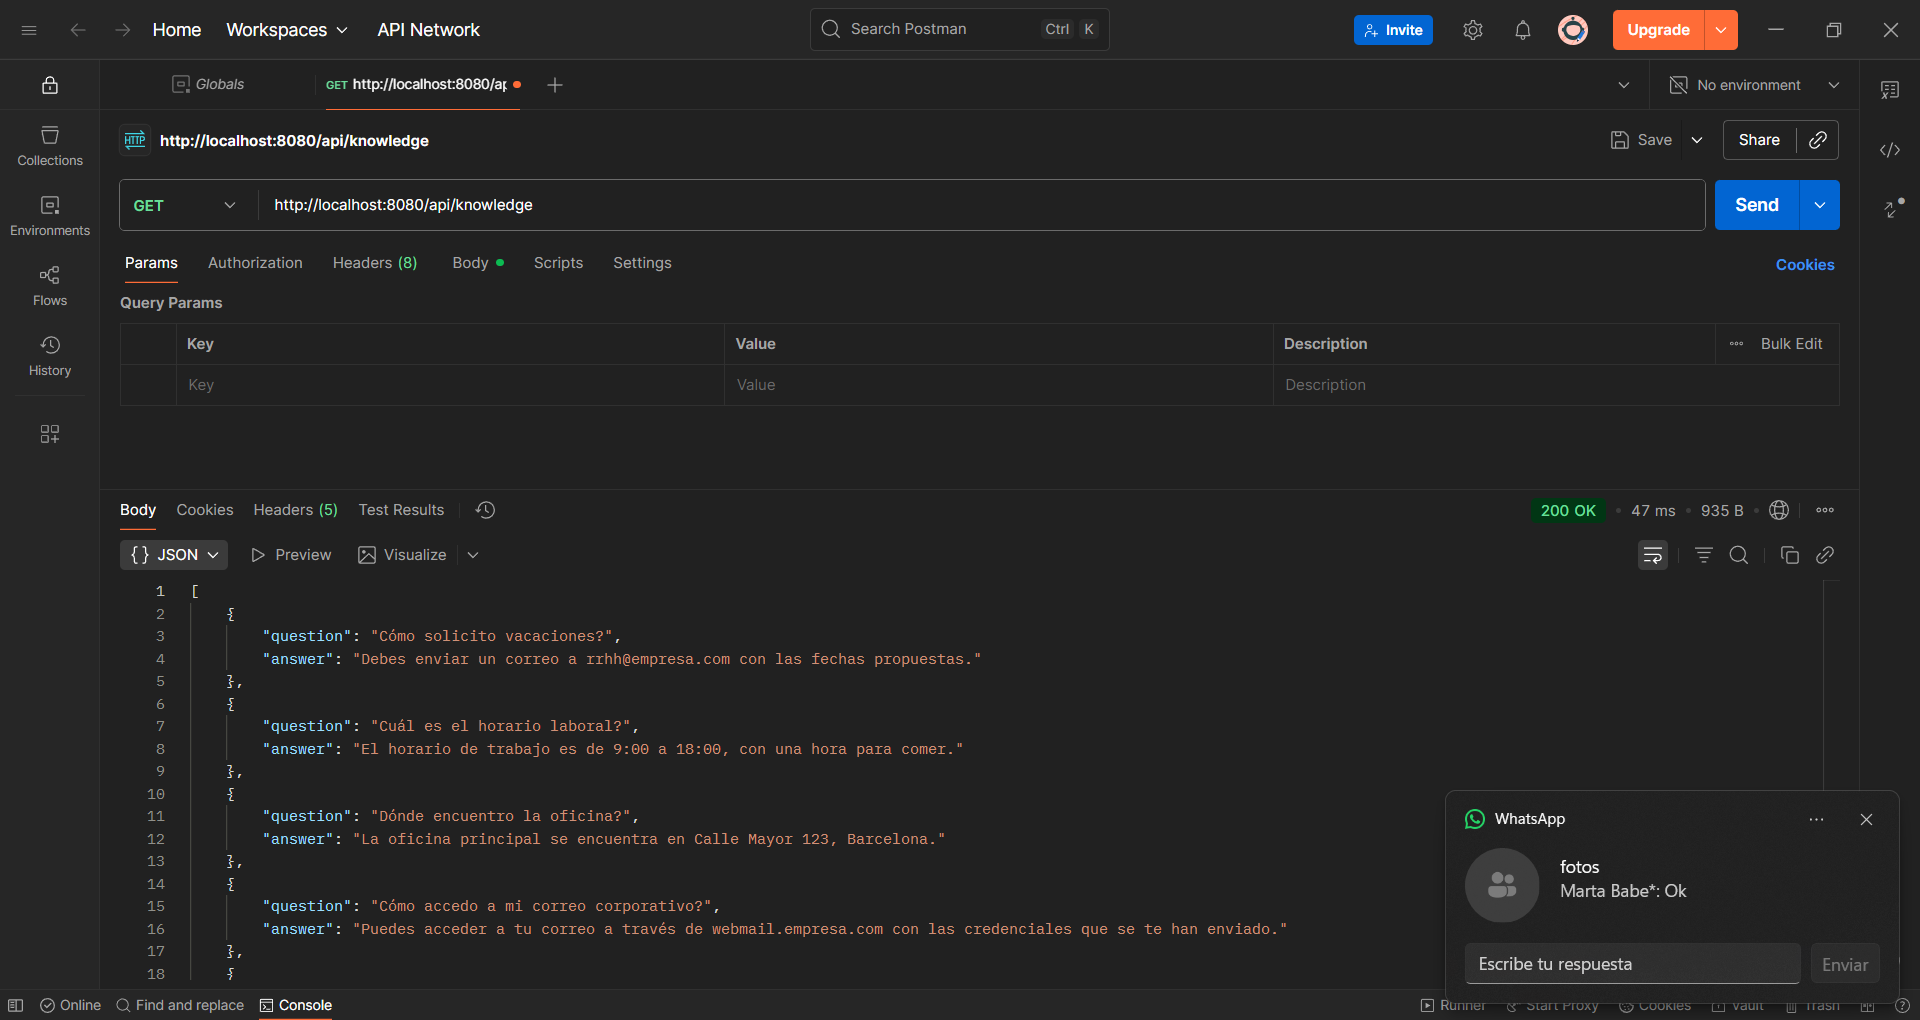 Home Workspaces API Network Search Postman Ctrl K Invite Upgrade
Globals GET http://localhost:8080/ap No environment
HTTP http://localhost:8080/api/knowledge Save Share
Collections
GET http://localhost:8080/api/knowledge Send
Environments
Params Authorization Headers (8) Body Scripts Settings Cookies
Flows
Query Params
Key Value Description Bulk Edit
History
Key Value Description
Body Cookies Headers (5) Test Results 200 OK 47 ms 935 B
{} JSON Preview Visualize
1 [
2 {
3 "question": "Cómo solicito vacaciones?",
4 "answer": "Debes enviar un correo a rrhh@empresa.com con las fechas propuestas."
5 },
6 {
7 "question": "Cuál es el horario laboral?",
8 "answer": "El horario de trabajo es de 9:00 a 18:00, con una hora para comer."
9 },
10 {
11 "question": "Dónde encuentro la oficina?",
12 "answer": "La oficina principal se encuentra en Calle Mayor 123, Barcelona."
13 },
14 {
15 "question": "Cómo accedo a mi correo corporativo?",
16 "answer": "Puedes acceder a tu correo a través de webmail.empresa.com con las credenciales que se te han enviado."
17 },
18 {
WhatsApp
fotos
Marta Babe*: Ok
Escribe tu respuesta Enviar
Online Find and replace Console Runner Start Proxy Cookies Vault Trash